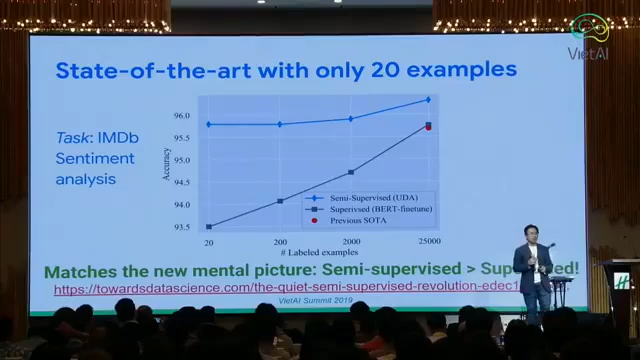 VietAI
State-of-the-art with only 20 examples
Task: IMDb
Sentiment
analysis
Accuracy
96.0
95.5
95.0
94.5
94.0
93.5
Semi-Supervised (UDA)
Superivsed (BERT-finetune)
Previous SOTA
20
200
2000
25000
# Labeled examples
Matches the new mental picture: Semi-supervised >
https://towardsdatascience.com/the-quiet-semi-supervised-revolution-edec1
VietAI Summit 2019
H